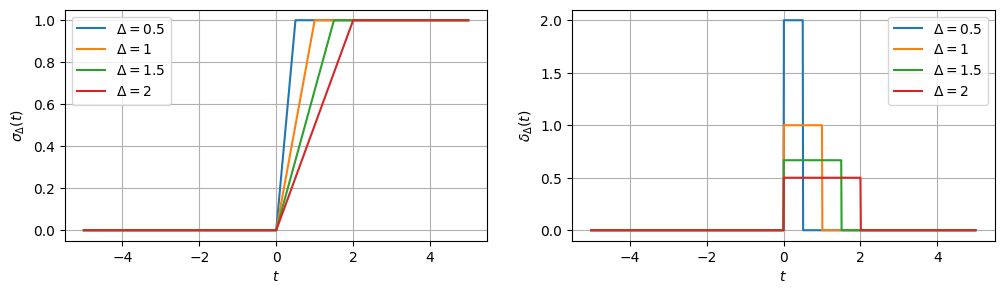 1.0
0.8
0.6
0.4
0.2
0.0
σ_Δ(t)
Δ = 0.5
Δ = 1
Δ = 1.5
Δ = 2
−4 −2 0 2 4
t
2.0
1.5
1.0
0.5
0.0
δ_Δ(t)
Δ = 0.5
Δ = 1
Δ = 1.5
Δ = 2
−4 −2 0 2 4
t